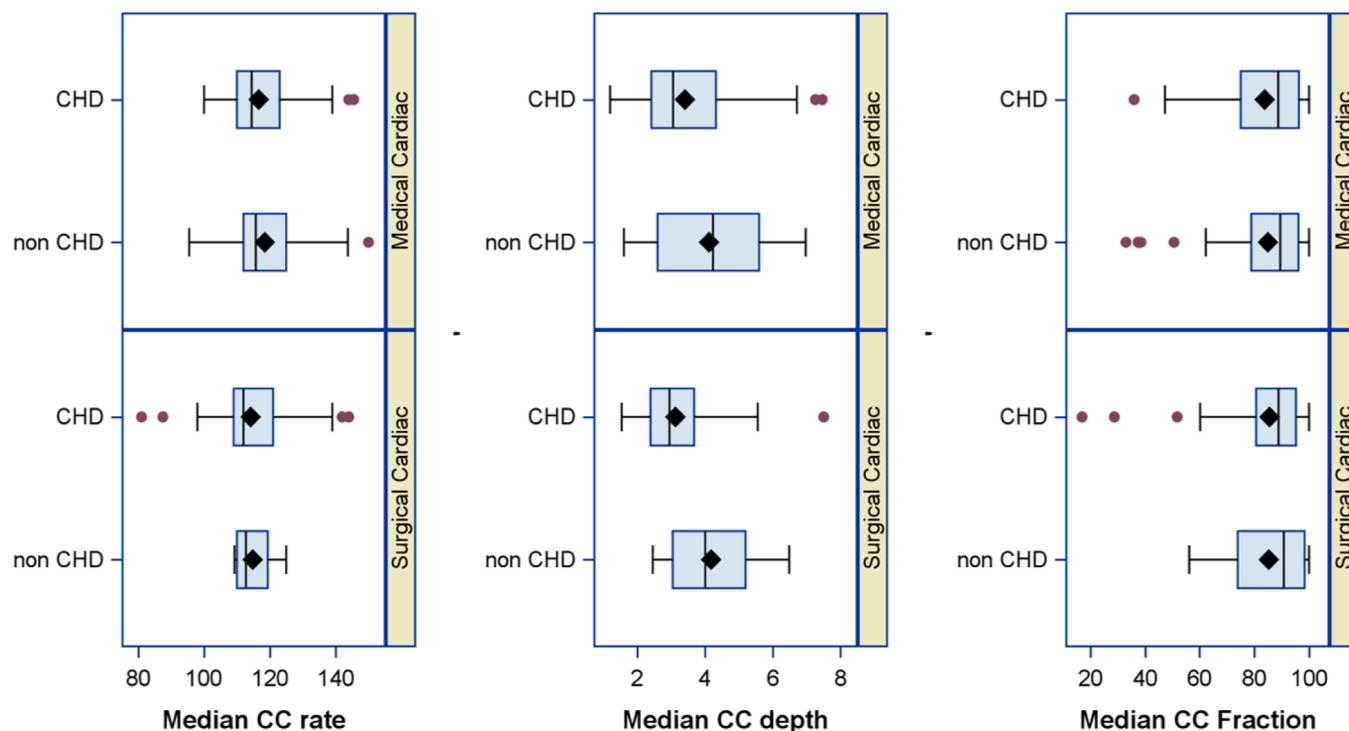 CHD
non CHD
Medical Cardiac
CHD
non CHD
Surgical Cardiac
80 100 120 140
Median CC rate
-
CHD
non CHD
Medical Cardiac
CHD
non CHD
Surgical Cardiac
2 4 6 8
Median CC depth
-
CHD
non CHD
Medical Cardiac
CHD
non CHD
Surgical Cardiac
20 40 60 80 100
Median CC Fraction